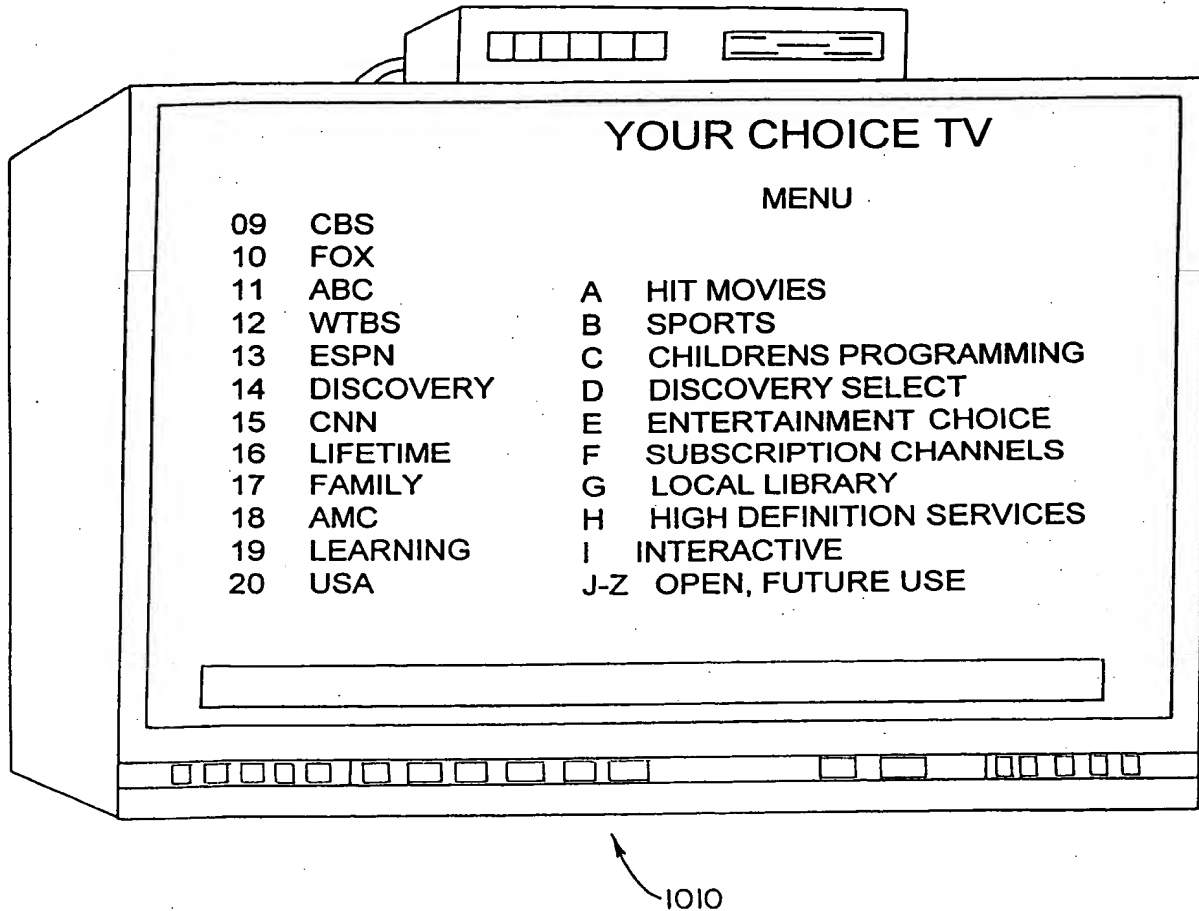 YOUR CHOICE TV
MENU
09 CBS
10 FOX
11 ABC
12 WTBS
13 ESPN
14 DISCOVERY
15 CNN
16 LIFETIME
17 FAMILY
18 AMC
19 LEARNING
20 USA
A HIT MOVIES
B SPORTS
C CHILDRENS PROGRAMMING
D DISCOVERY SELECT
E ENTERTAINMENT CHOICE
F SUBSCRIPTION CHANNELS
G LOCAL LIBRARY
H HIGH DEFINITION SERVICES
I INTERACTIVE
J-Z OPEN, FUTURE USE
1010